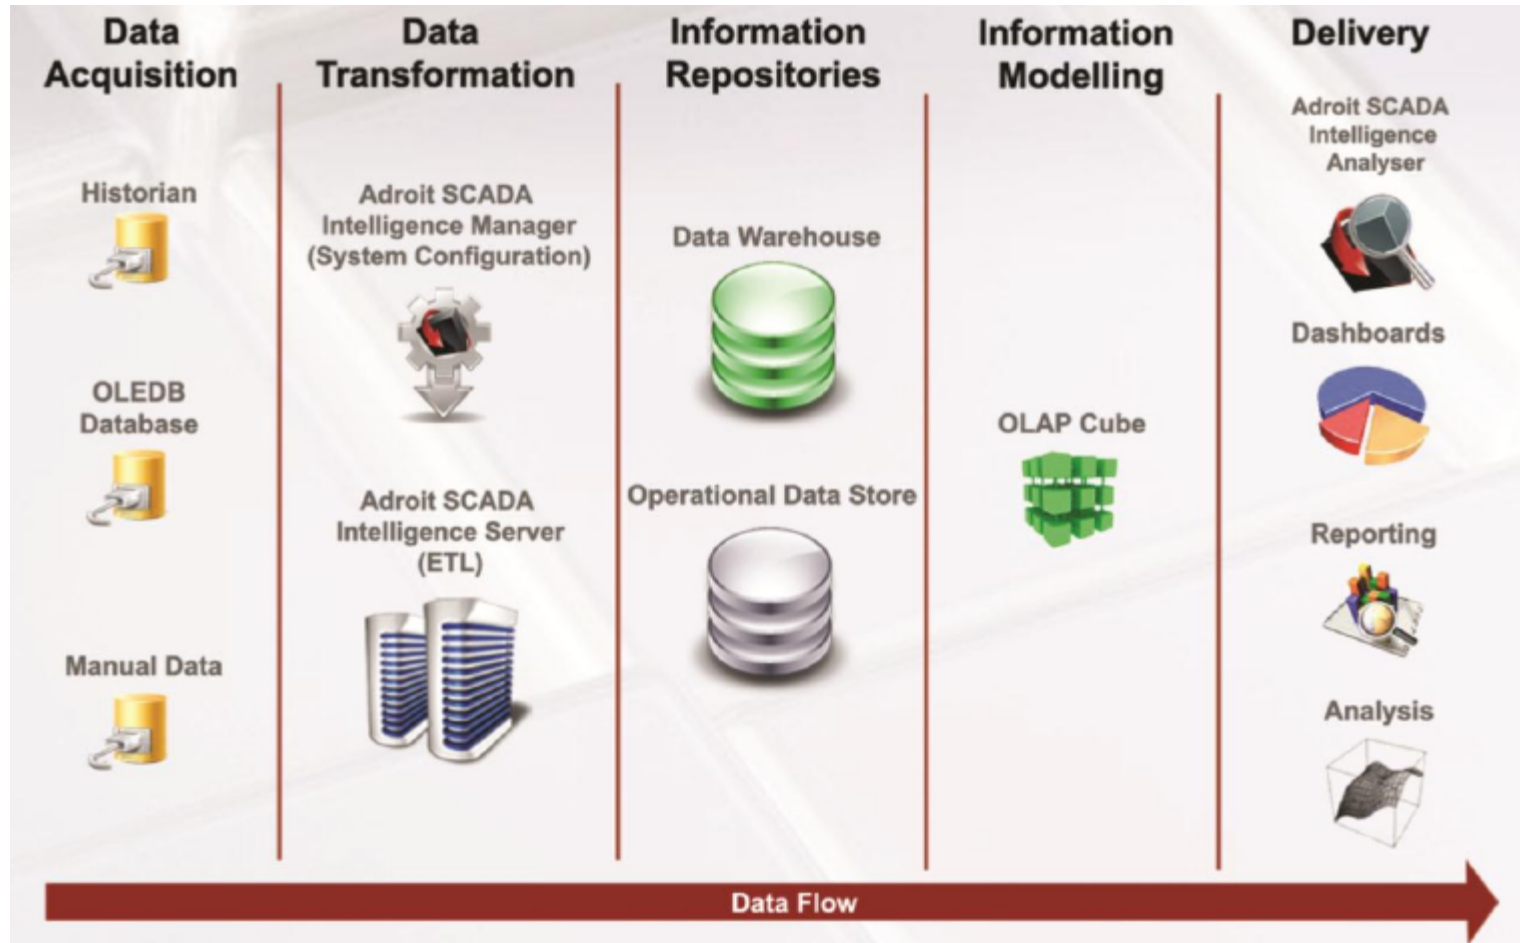 Data
Acquisition
Data
Transformation
Information
Repositories
Information
Modelling
Delivery
Historian
OLEDB
Database
Manual Data
Adroit SCADA
Intelligence Manager
(System Configuration)
Adroit SCADA
Intelligence Server
(ETL)
Data Warehouse
Operational Data Store
OLAP Cube
Adroit SCADA
Intelligence
Analyser
Dashboards
Reporting
Analysis
Data Flow